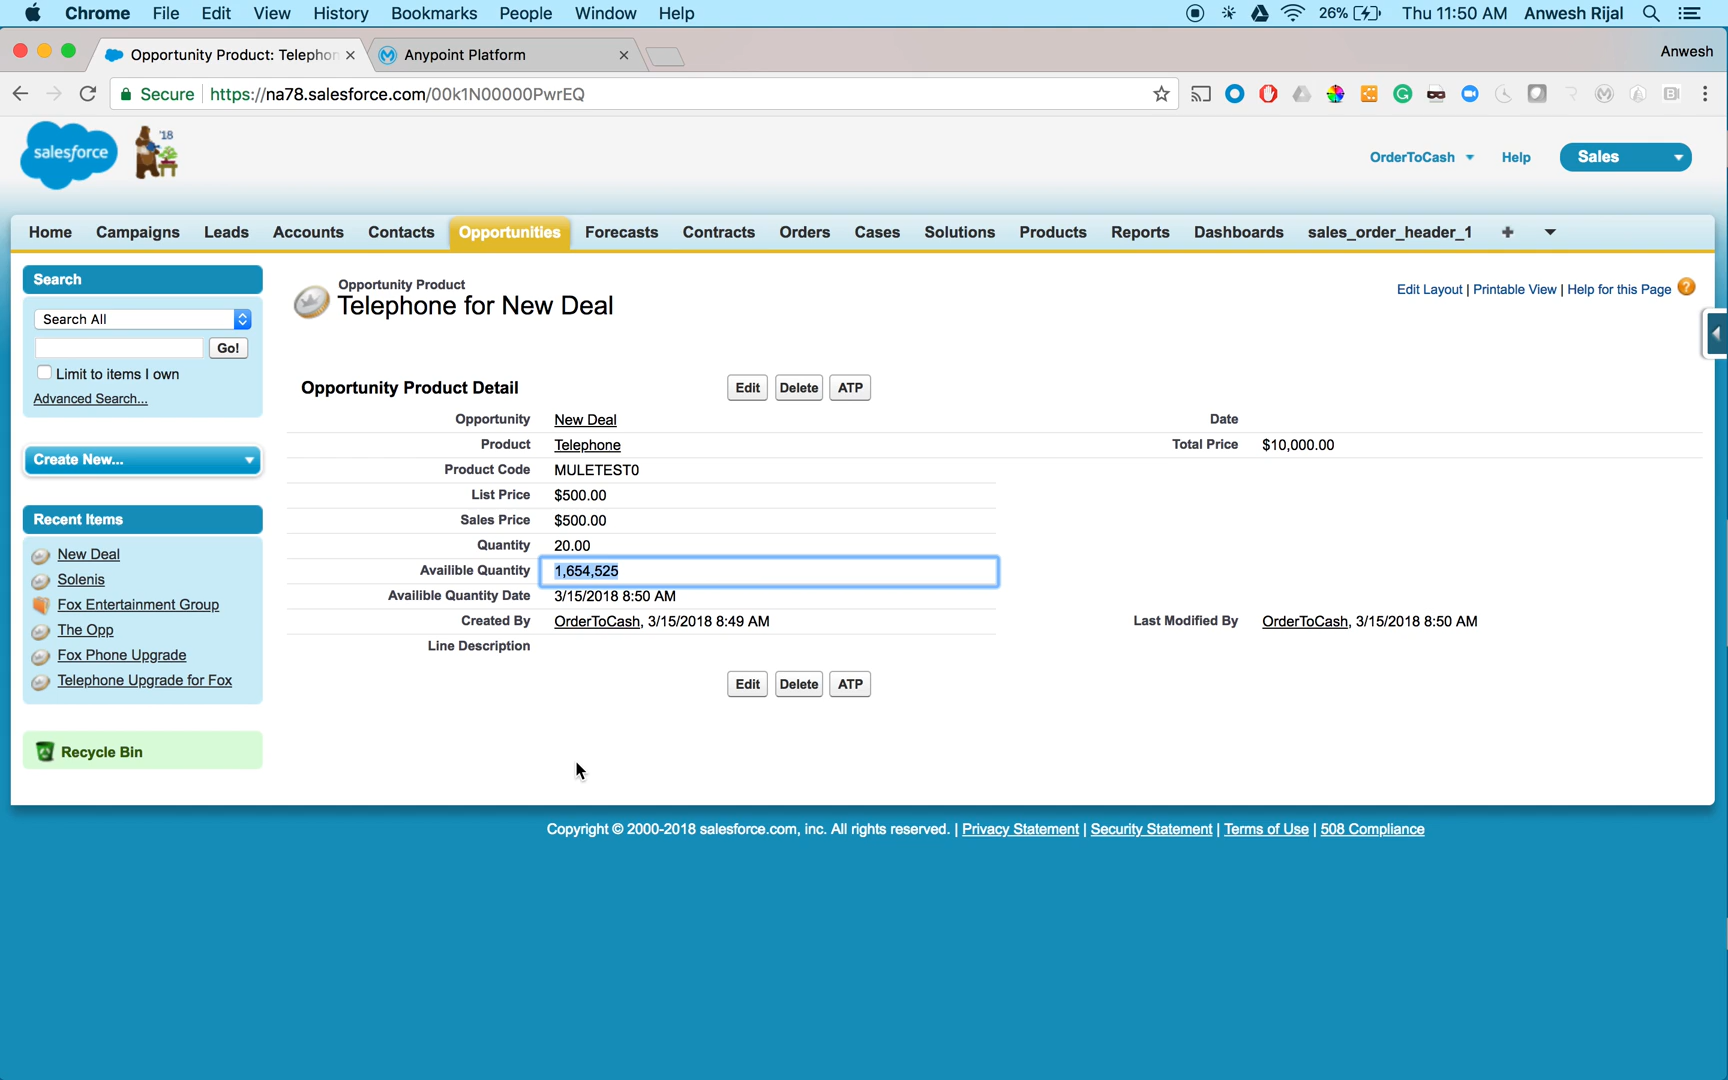 Chrome File Edit View History Bookmarks People Window Help 26% Thu 11:50 AM Anwesh Rijal
Opportunity Product: Telephon Anypoint Platform Anwesh
Secure https://na78.salesforce.com/00k1N00000PwrEQ
salesforce '18 OrderToCash Help Sales
Home Campaigns Leads Accounts Contacts Opportunities Forecasts Contracts Orders Cases Solutions Products Reports Dashboards sales_order_header_1 +
Search
Search All
Go!
Limit to items I own
Advanced Search...
Create New...
Recent Items
New Deal
Solenis
Fox Entertainment Group
The Opp
Fox Phone Upgrade
Telephone Upgrade for Fox
Recycle Bin
Opportunity Product
Telephone for New Deal
Edit Layout | Printable View | Help for this Page ?
Opportunity Product Detail Edit Delete ATP
Opportunity New Deal Date
Product Telephone Total Price $10,000.00
Product Code MULETEST0
List Price $500.00
Sales Price $500.00
Quantity 20.00
Availible Quantity 1,654,525
Availible Quantity Date 3/15/2018 8:50 AM
Created By OrderToCash, 3/15/2018 8:49 AM Last Modified By OrderToCash, 3/15/2018 8:50 AM
Line Description
Edit Delete ATP
Copyright © 2000-2018 salesforce.com, inc. All rights reserved. | Privacy Statement | Security Statement | Terms of Use | 508 Compliance